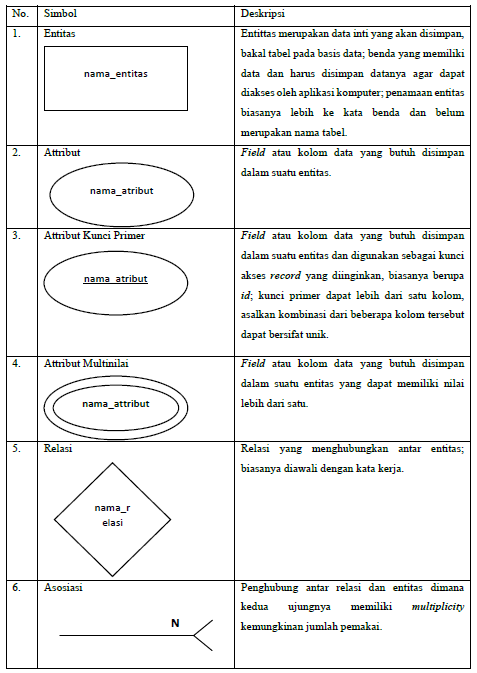 No. Simbol Deskripsi
1. Entitas
nama_entitas
Entittas merupakan data inti yang akan disimpan,
bakal tabel pada basis data; benda yang memiliki
data dan harus disimpan datanya agar dapat
diakses oleh aplikasi komputer; penamaan entitas
biasanya lebih ke kata benda dan belum
merupakan nama tabel.
2. Attribut
nama_atribut
Field atau kolom data yang butuh disimpan
dalam suatu entitas.
3. Attribut Kunci Primer
nama_atribut
Field atau kolom data yang butuh disimpan
dalam suatu entitas dan digunakan sebagai kunci
akses record yang diinginkan, biasanya berupa
id; kunci primer dapat lebih dari satu kolom,
asalkan kombinasi dari beberapa kolom tersebut
dapat bersifat unik.
4. Attribut Multinilai
nama_attribut
Field atau kolom data yang butuh disimpan
dalam suatu entitas yang dapat memiliki nilai
lebih dari satu.
5. Relasi
nama_r
elasi
Relasi yang menghubungkan antar entitas;
biasanya diawali dengan kata kerja.
6. Asosiasi
N
Penghubung antar relasi dan entitas dimana
kedua ujungnya memiliki multiplicity
kemungkinan jumlah pemakai.